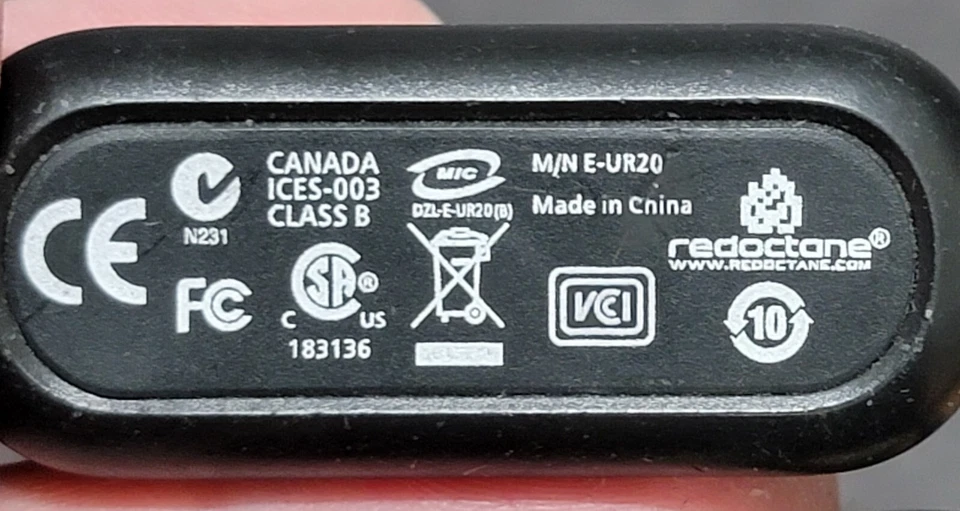 CE
N231
FC
CANADA
ICES-003
CLASS B
SA®
C US
183136
MIC
DZL-E-UR20(B)
M/N E-UR20
Made in China
VCI
redoctane®
WWW.REDOCTANE.COM
10